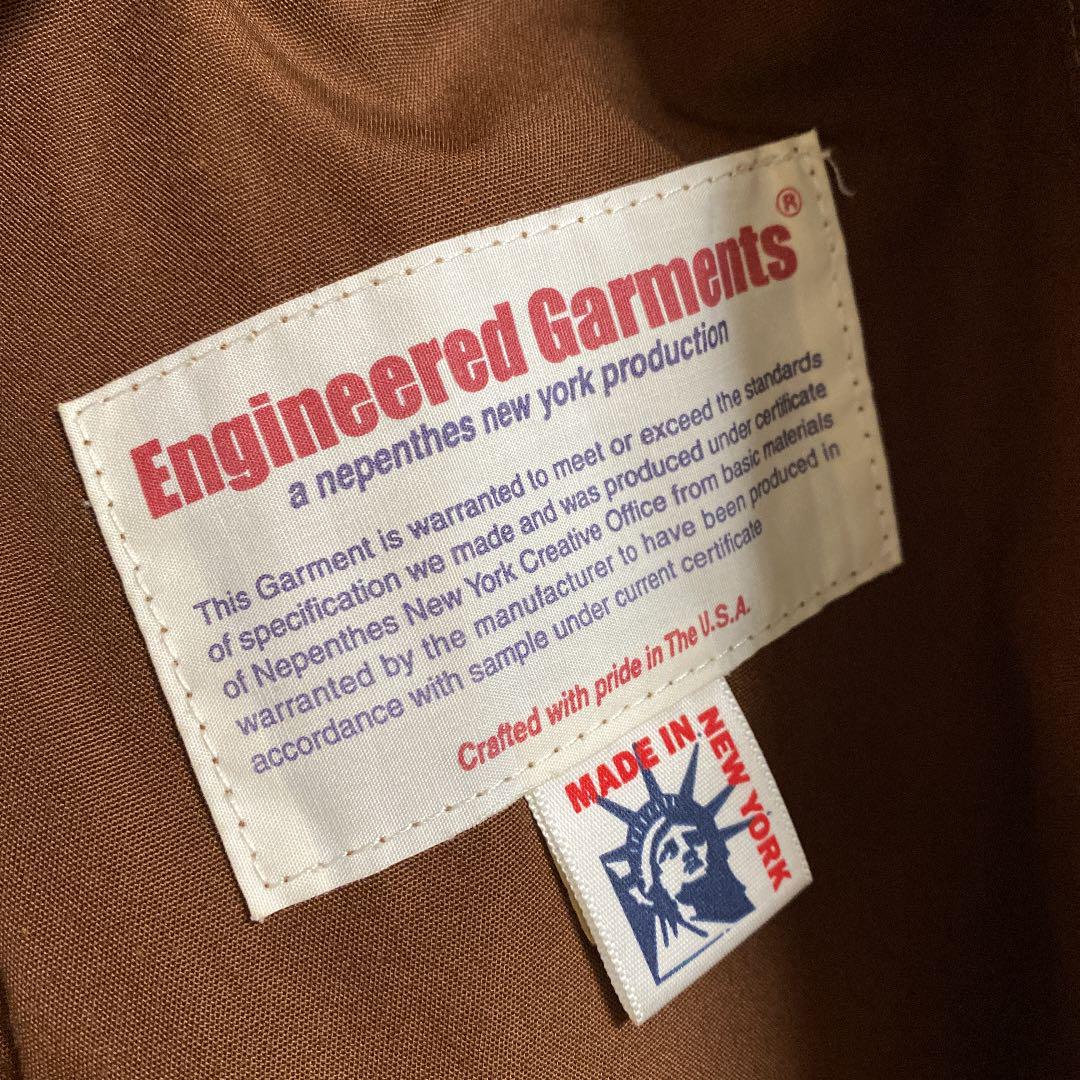 Engineered Garments®
a nepenthes new york production
This Garment is warranted to meet or exceed the standards
of specification we made and was produced under certificate
of Nepenthes New York Creative Office from basic materials
warranted by the manufacturer to have been produced in
accordance with sample under current certificate
Crafted with pride in The U.S.A.
MADE IN
NEW YORK